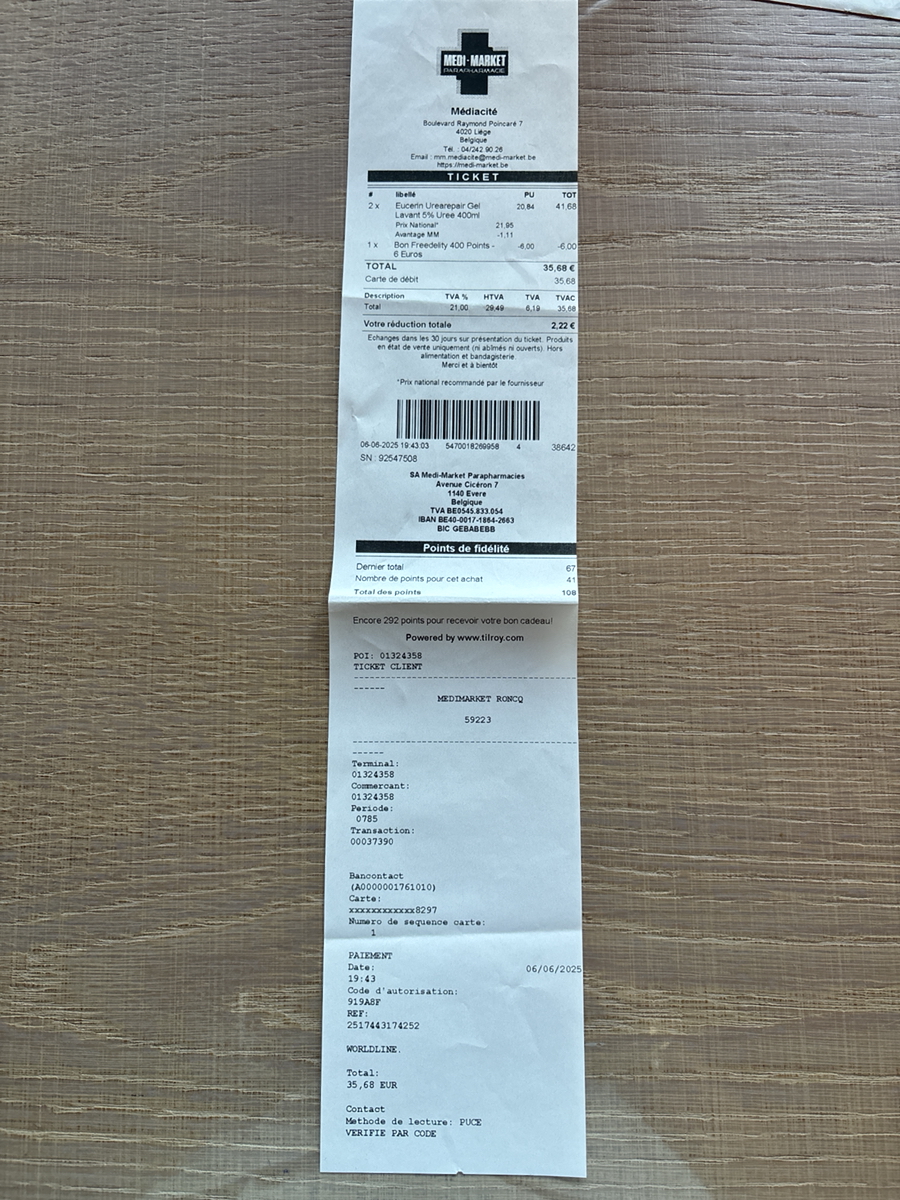 MEDI-MARKET
PARAPHARMACIE
Médiacité
Boulevard Raymond Poincaré 7
4020 Liège
Belgique
Tél. : 04/242.90.26
Email : mm.mediacite@medi-market.be
https://medi-market.be
TICKET
# libellé PU TOT
2 x Eucerin Urearepair Gel 20,84 41,68
Lavant 5% Uree 400ml
Prix National* 21,95
Avantage MM -1,11
1 x Bon Freedelity 400 Points - -6,00 -6,00
6 Euros
TOTAL 35,68 €
Carte de débit 35,68
Description TVA % HTVA TVA TVAC
Total 21,00 29,49 6,19 35,68
Votre réduction totale 2,22 €
Echanges dans les 30 jours sur présentation du ticket. Produits
en état de vente uniquement (ni abîmés ni ouverts). Hors
alimentation et bandagisterie.
Merci et à bientôt
*Prix national recommandé par le fournisseur
06-06-2025 19:43:03 5470018269958 4 38642
SN : 92547508
SA Medi-Market Parapharmacies
Avenue Cicéron 7
1140 Evere
Belgique
TVA BE0545.833.054
IBAN BE40-0017-1864-2663
BIC GEBABEBB
Points de fidélité
Dernier total 67
Nombre de points pour cet achat 41
Total des points 108
Encore 292 points pour recevoir votre bon cadeau!
Powered by www.tilroy.com
POI: 01324358
TICKET CLIENT
MEDIMARKET RONCQ
59223
Terminal:
01324358
Commercant:
01324358
Periode:
0785
Transaction:
00037390
Bancontact
(A0000001761010)
Carte:
xxxxxxxxxxxx8297
Numero de sequence carte:
1
PAIEMENT
Date: 06/06/2025
19:43
Code d'autorisation:
919A8F
REF:
2517443174252
WORLDLINE.
Total:
35,68 EUR
Contact
Methode de lecture: PUCE
VERIFIE PAR CODE